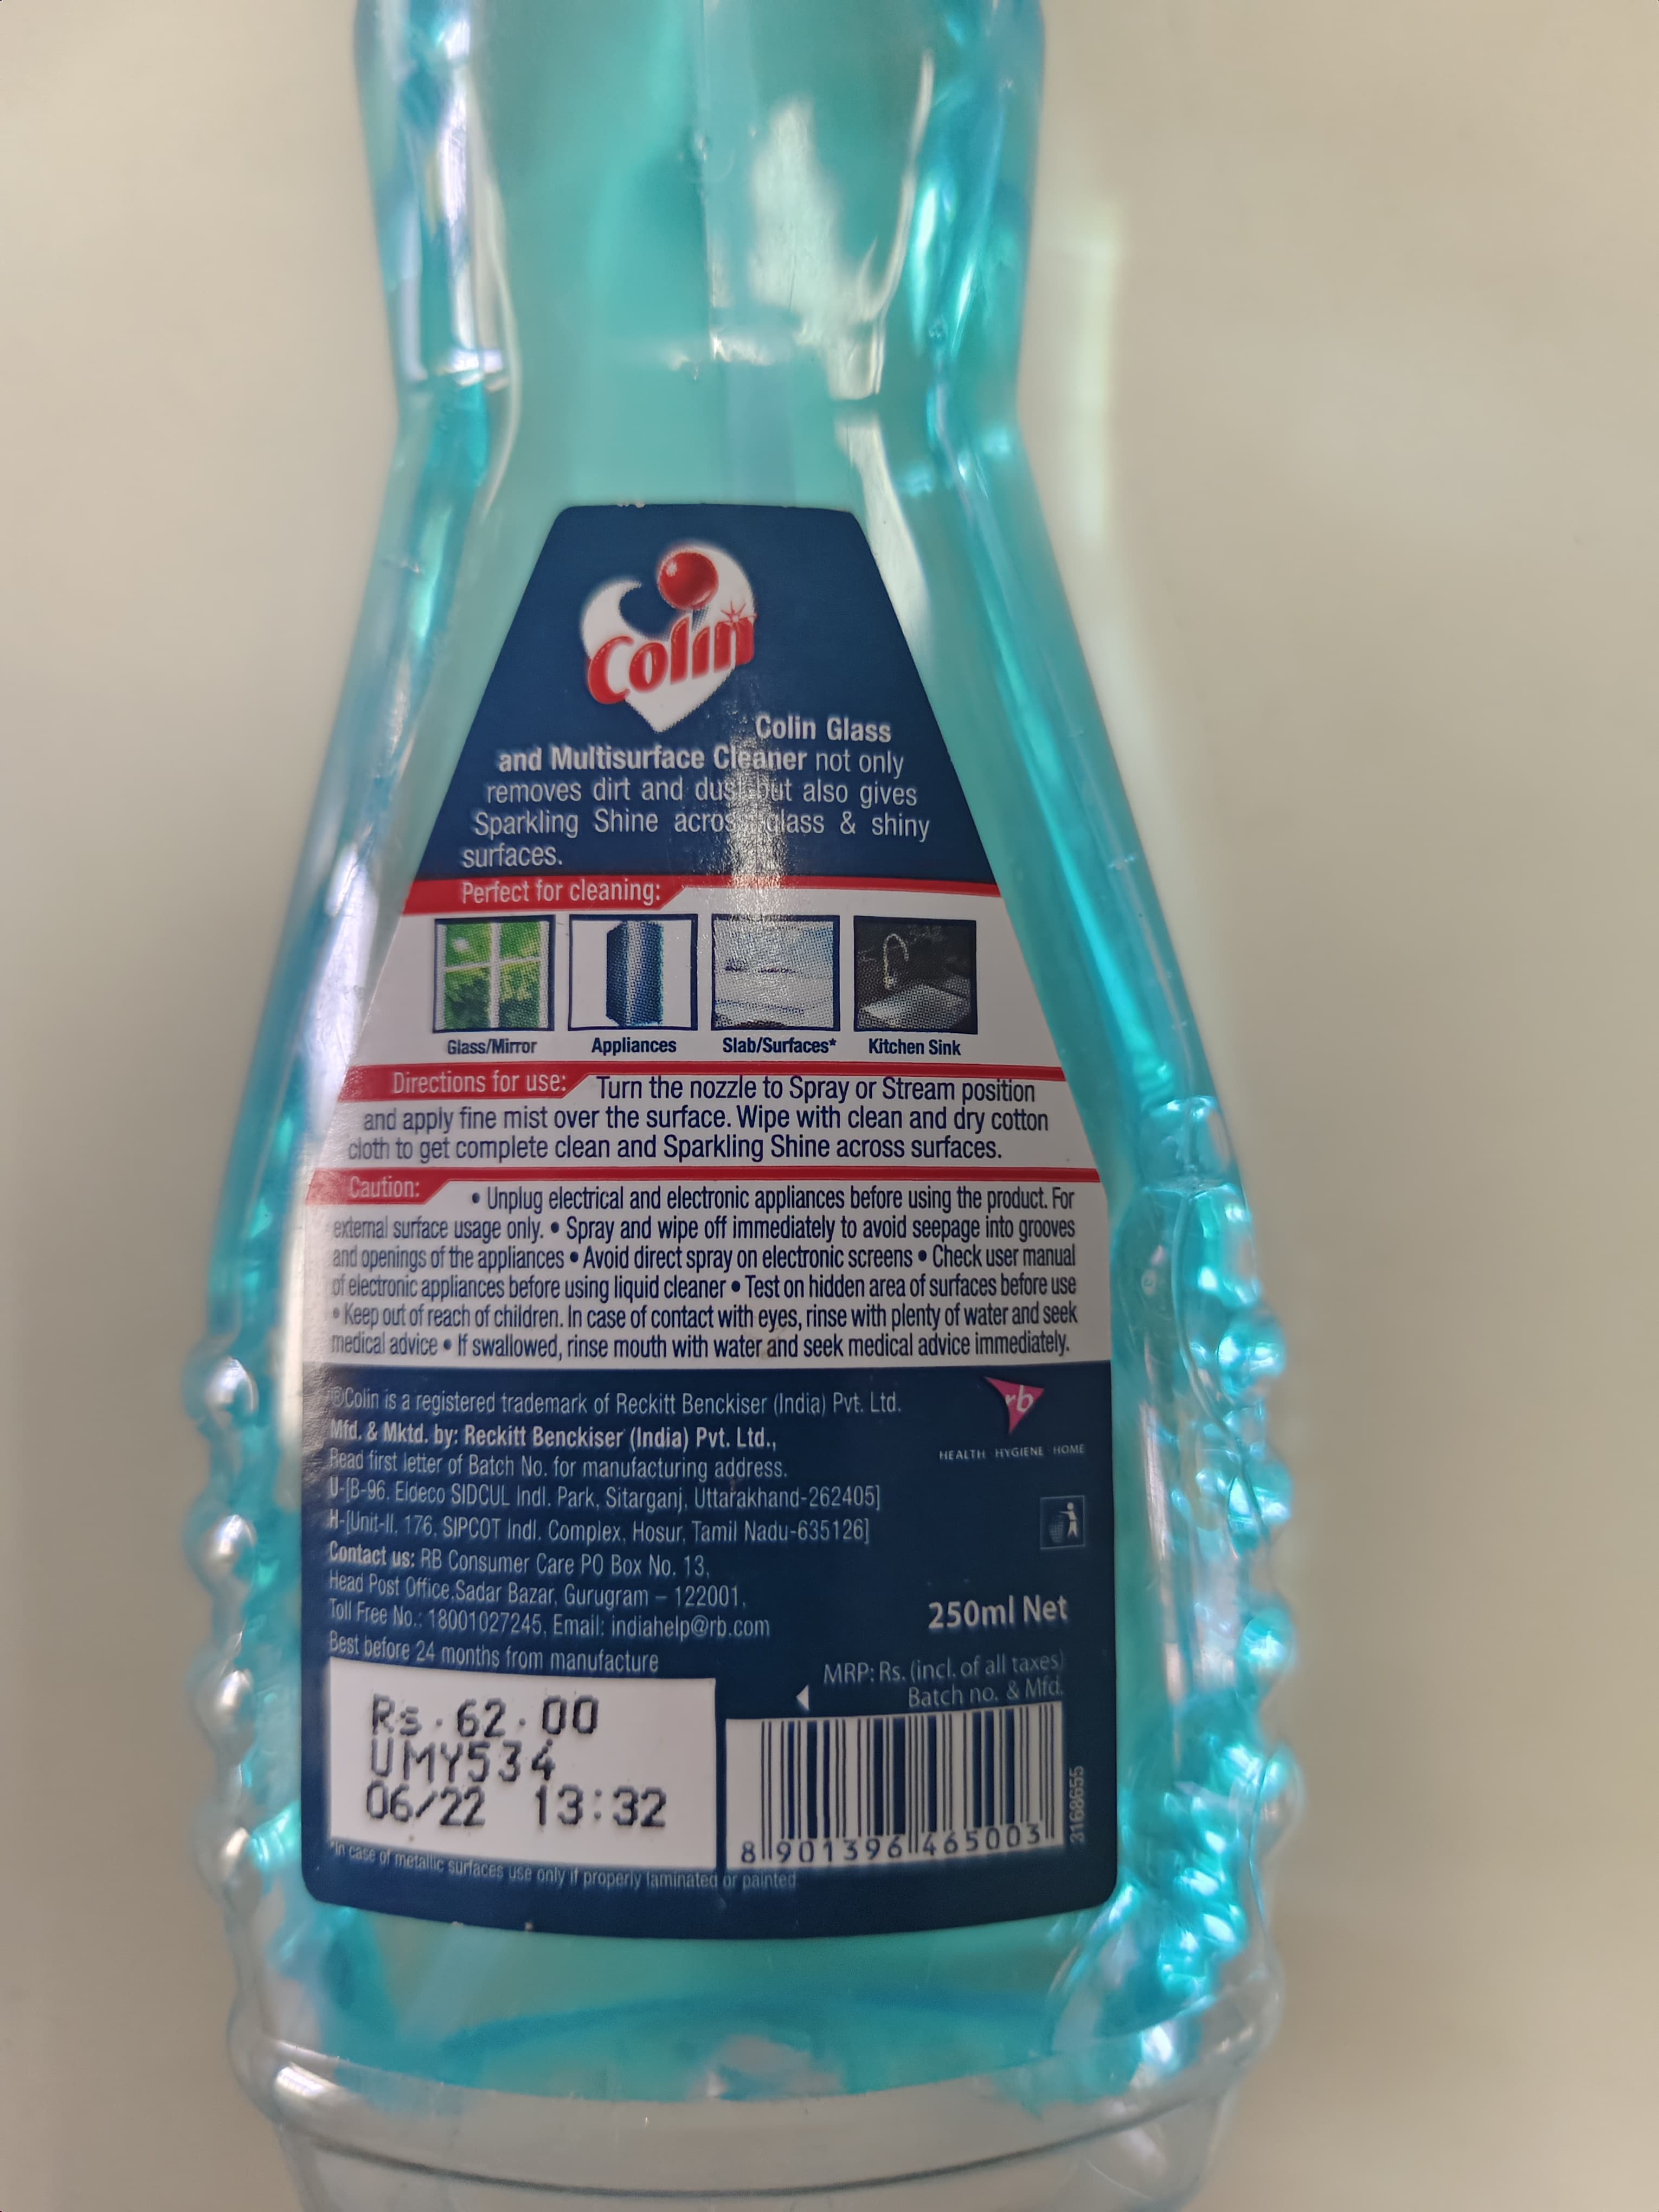 Colin
Colin Glass
and Multisurface Cleaner not only
removes dirt and dust but also gives
Sparkling Shine across glass & shiny
surfaces.
Perfect for cleaning:
Glass/Mirror Appliances Slab/Surfaces* Kitchen Sink
Directions for use: Turn the nozzle to Spray or Stream position
and apply fine mist over the surface. Wipe with clean and dry cotton
cloth to get complete clean and Sparkling Shine across surfaces.
Caution: • Unplug electrical and electronic appliances before using the product. For
external surface usage only. • Spray and wipe off immediately to avoid seepage into grooves
and openings of the appliances • Avoid direct spray on electronic screens • Check user manual
of electronic appliances before using liquid cleaner • Test on hidden area of surfaces before use
• Keep out of reach of children. In case of contact with eyes, rinse with plenty of water and seek
medical advice • If swallowed, rinse mouth with water and seek medical advice immediately.
®Colin is a registered trademark of Reckitt Benckiser (India) Pvt. Ltd.
Mfd. & Mktd. by: Reckitt Benckiser (India) Pvt. Ltd.,
Read first letter of Batch No. for manufacturing address.
U-[B-96, Eldeco SIDCUL Indl. Park, Sitarganj, Uttarakhand-262405]
H-[Unit-II, 176, SIPCOT Indl. Complex, Hosur, Tamil Nadu-635126]
Contact us: RB Consumer Care PO Box No. 13,
Head Post Office,Sadar Bazar, Gurugram – 122001,
Toll Free No.: 18001027245, Email: indiahelp@rb.com
Best before 24 months from manufacture
rb
HEALTH · HYGIENE · HOME
250ml Net
MRP: Rs. (incl. of all taxes)
Batch no. & Mfd.
Rs.62.00
UMY534
06/22 13:32
8 901396 465003
3168655
*In case of metallic surfaces use only if properly laminated or painted